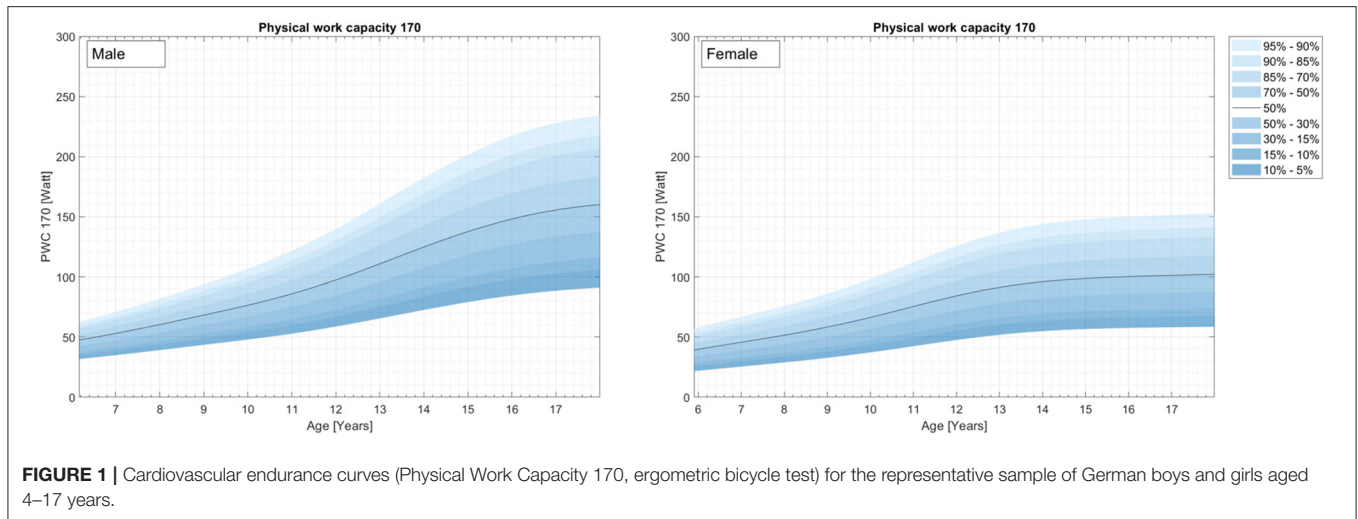 Physical work capacity 170
Male
300
250
200
150
100
50
0
PWC 170 [Watt]
7 8 9 10 11 12 13 14 15 16 17
Age [Years]
Physical work capacity 170
Female
300
250
200
150
100
50
0
PWC 170 [Watt]
6 7 8 9 10 11 12 13 14 15 16 17
Age [Years]
95% - 90%
90% - 85%
85% - 70%
70% - 50%
50%
50% - 30%
30% - 15%
15% - 10%
10% - 5%
FIGURE 1 | Cardiovascular endurance curves (Physical Work Capacity 170, ergometric bicycle test) for the representative sample of German boys and girls aged
4–17 years.